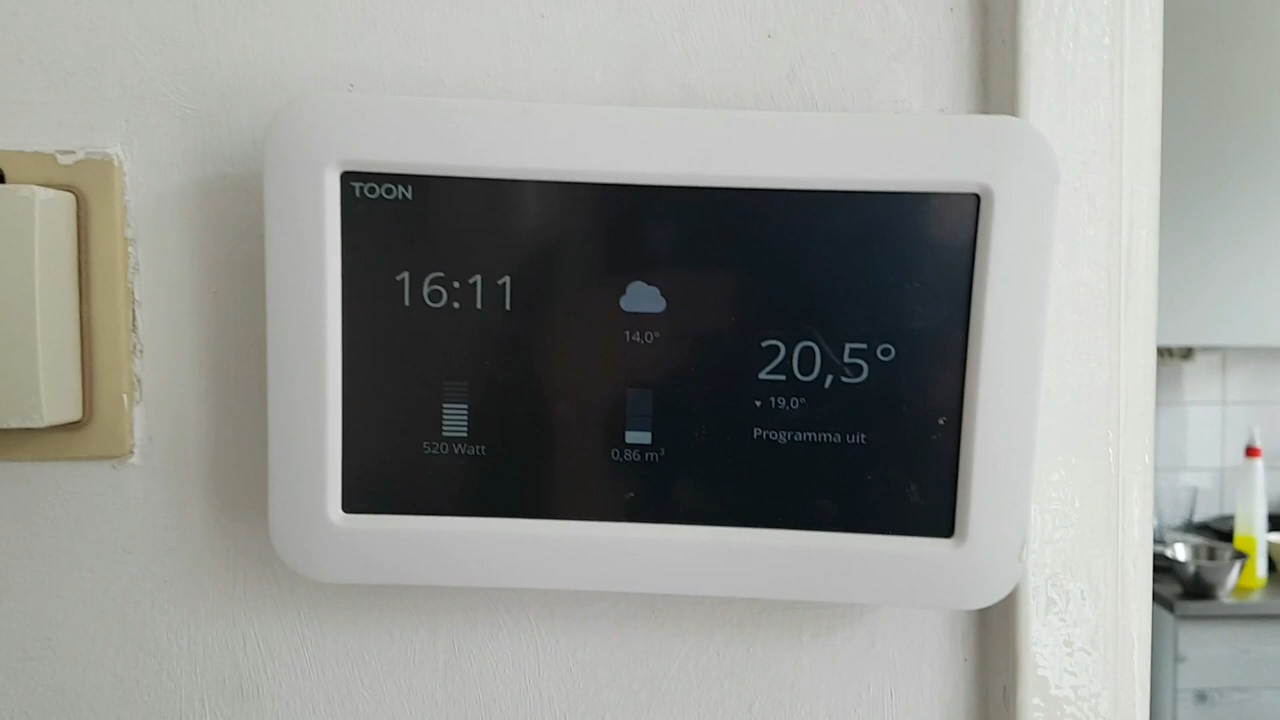 TOON
16:11
14,0°
20,5°
▼ 19,0°
Programma uit
520 Watt
0,86 m³